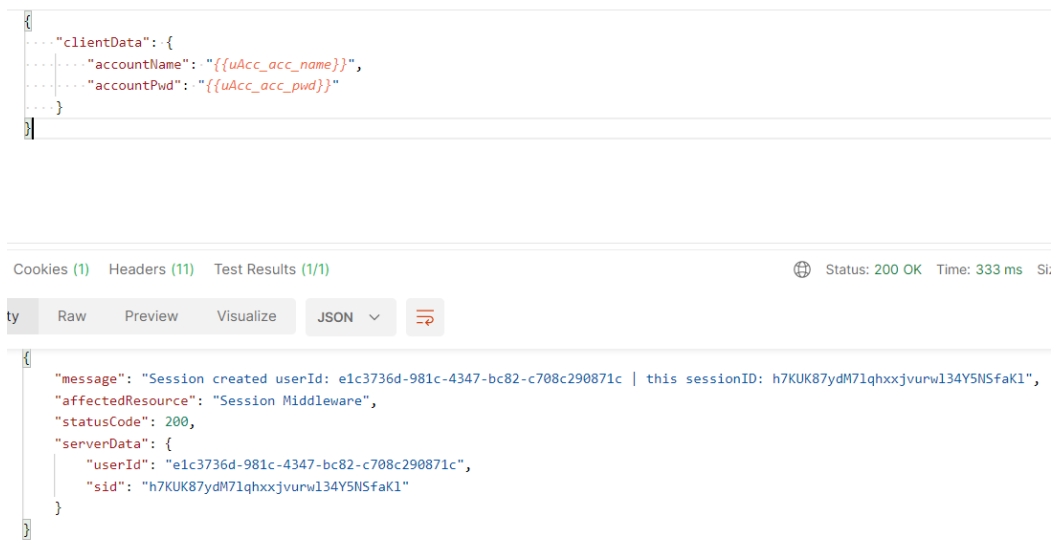 {
"clientData": {
"accountName": "{{uAcc_acc_name}}",
"accountPwd": "{{uAcc_acc_pwd}}"
}
}
Cookies (1) Headers (11) Test Results (1/1) Status: 200 OK Time: 333 ms Siz
ty Raw Preview Visualize JSON
{
"message": "Session created userId: e1c3736d-981c-4347-bc82-c708c290871c | this sessionID: h7KUK87ydM7lqhxxjvurwl34Y5NSfaKl",
"affectedResource": "Session Middleware",
"statusCode": 200,
"serverData": {
"userId": "e1c3736d-981c-4347-bc82-c708c290871c",
"sid": "h7KUK87ydM7lqhxxjvurwl34Y5NSfaKl"
}
}